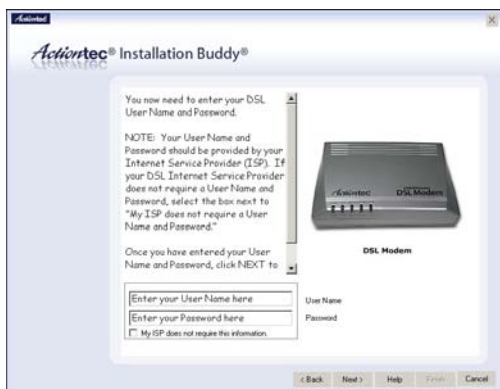 Actiontec
Actiontec® Installation Buddy®
You now need to enter your DSL
User Name and Password.
NOTE: Your User Name and
Password should be provided by your
Internet Service Provider (ISP). If
your DSL Internet Service Provider
does not require a User Name and
Password, select the box next to
"My ISP does not require a User
Name and Password."
Once you have entered your User
Name and Password, click NEXT to
Actiontec
DSL Modem
DSL Modem
Enter your User Name here
User Name
Enter your Password here
Password
My ISP does not require this information.
< Back
Next >
Help
Finish
Cancel